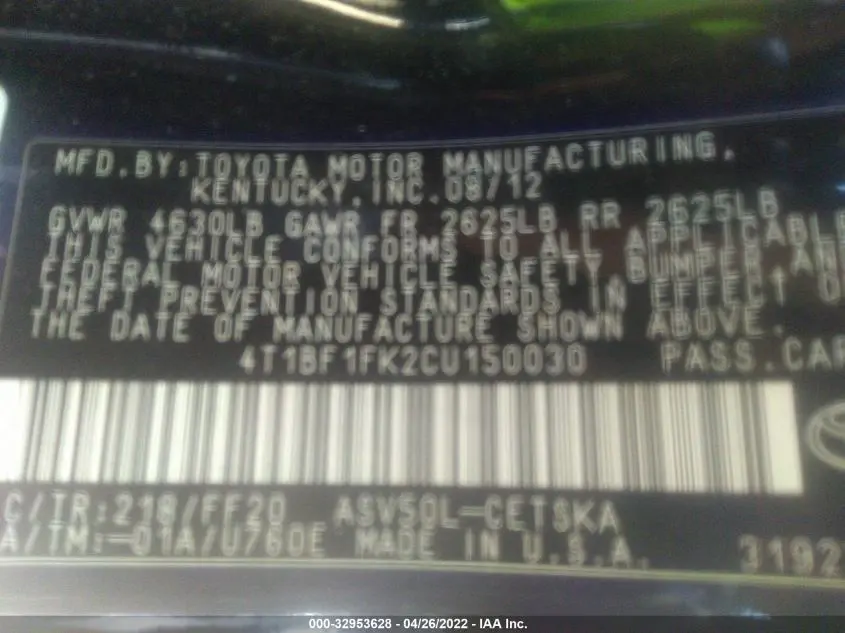 MFD.BY:TOYOTA MOTOR MANUFACTURING,
KENTUCKY,INC.08/12
GVWR 4630LB GAWR FR 2625LB RR 2625LB
THIS VEHICLE CONFORMS TO ALL APPLICABLE
FEDERAL MOTOR VEHICLE SAFETY BUMPER,AN
THEFT PREVENTION STANDARDS IN EFFECT O
THE DATE OF MANUFACTURE SHOWN ABOVE.
4T1BF1FK2CU150030 PASS.CAR
C/TR:218/FF20 ASV50L-CETSKA
A/TM:-01A/U760E MADE IN U.S.A. 3192
000-32953628 - 04/26/2022 - IAA Inc.